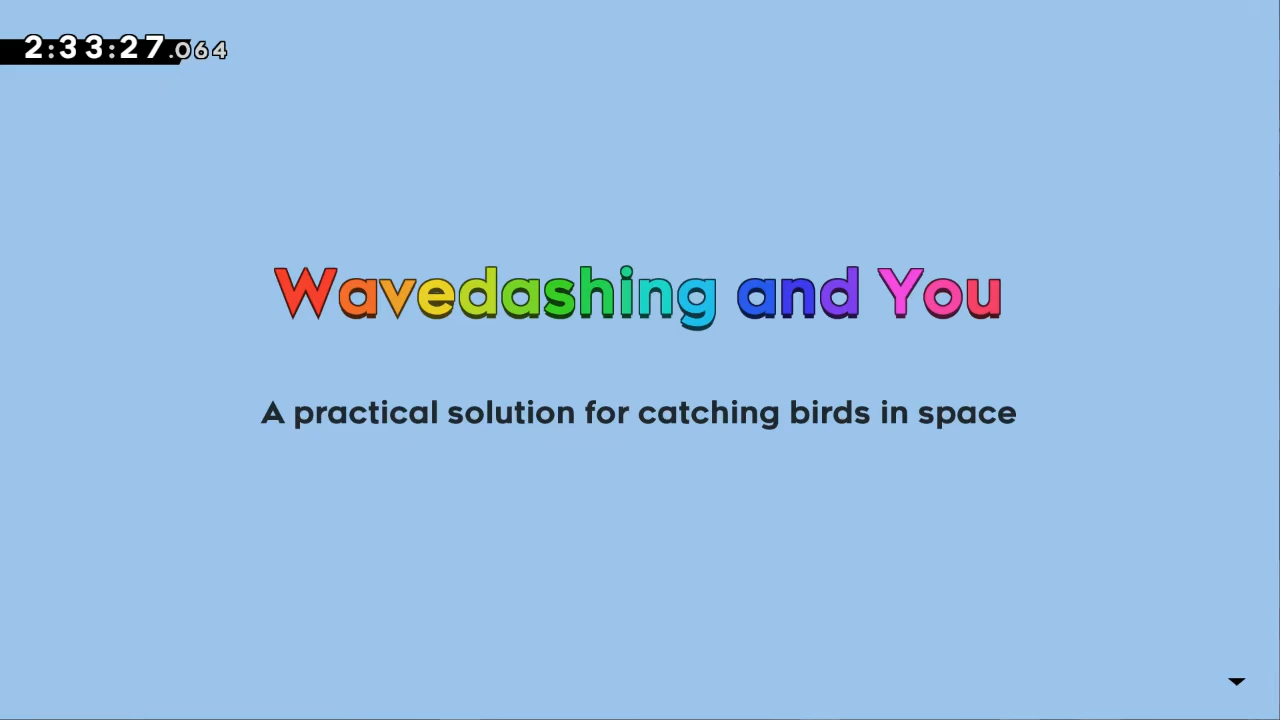 2:33:27.064
Wavedashing and You
A practical solution for catching birds in space